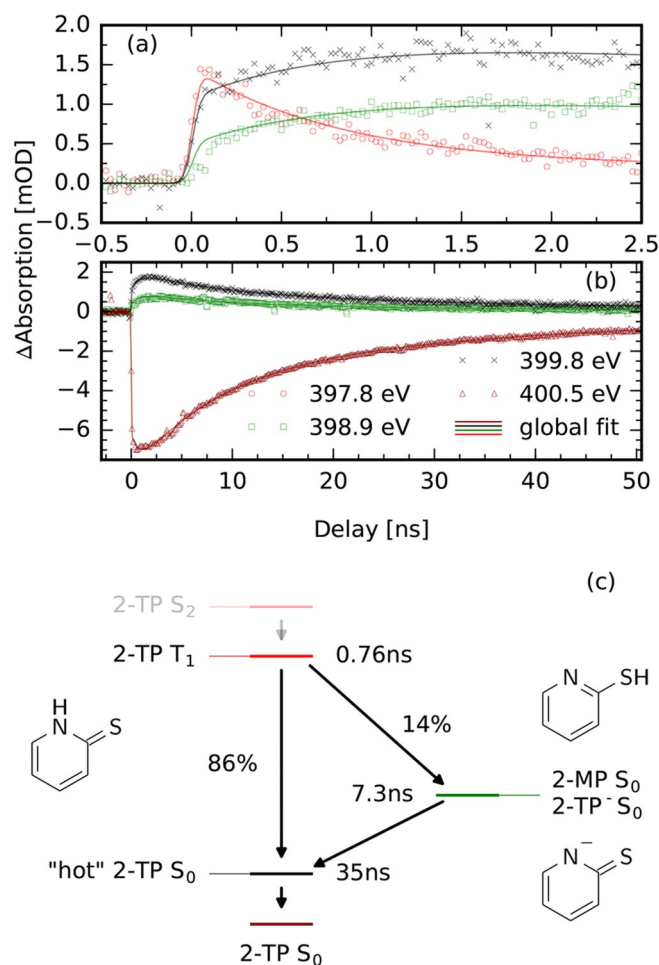 (a)
2.0
1.5
1.0
0.5
0.0
−0.5
−0.5 0.0 0.5 1.0 1.5 2.0 2.5
ΔAbsorption [mOD]
(b)
2
0
−2
−4
−6
399.8 eV
397.8 eV 400.5 eV
398.9 eV global fit
0 10 20 30 40 50
Delay [ns]
(c)
2-TP S2
2-TP T1 0.76ns
H
N S
N SH
14%
86%
7.3ns 2-MP S0
2-TP⁻S0
"hot" 2-TP S0 35ns
N⁻ S
2-TP S0